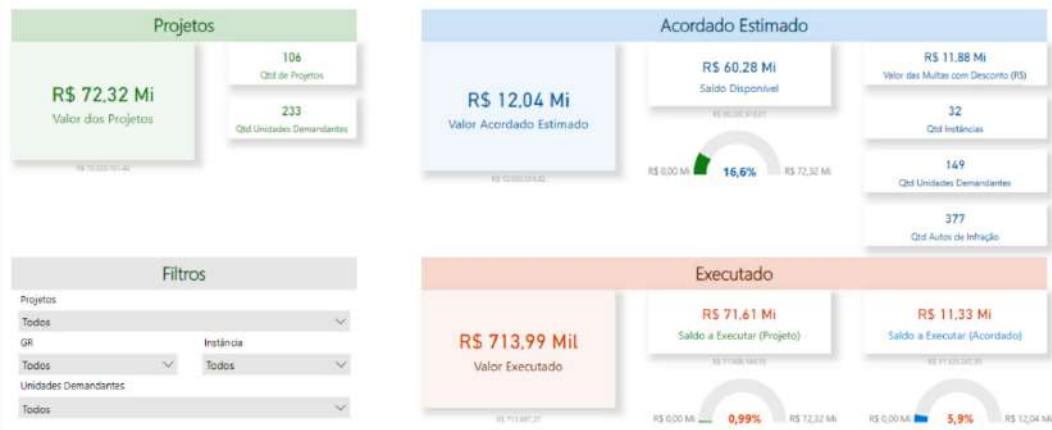 Projetos
R$ 72,32 Mi
Valor dos Projetos
106
Qtd de Projetos
233
Qtd Unidades Demandantes
Acordado Estimado
R$ 12,04 Mi
Valor Acordado Estimado
R$ 60,28 Mi
Saldo Disponível
R$ 0,00 Mi
16,6%
R$ 72,32 Mi
R$ 11,88 Mi
Valor das Multas com Desconto (R$)
32
Qtd Instâncias
149
Qtd Unidades Demandantes
377
Qtd Autos de Infração
Filtros
Projetos
Todos
GR Instância
Todos Todos
Unidades Demandantes
Todos
Executado
R$ 713,99 Mil
Valor Executado
R$ 71,61 Mi
Saldo a Executar (Projeto)
R$ 0,00 Mi
0,99%
R$ 72,32 Mi
R$ 11,33 Mi
Saldo a Executar (Acordado)
R$ 0,00 Mi
5,9%
R$ 12,04 Mi